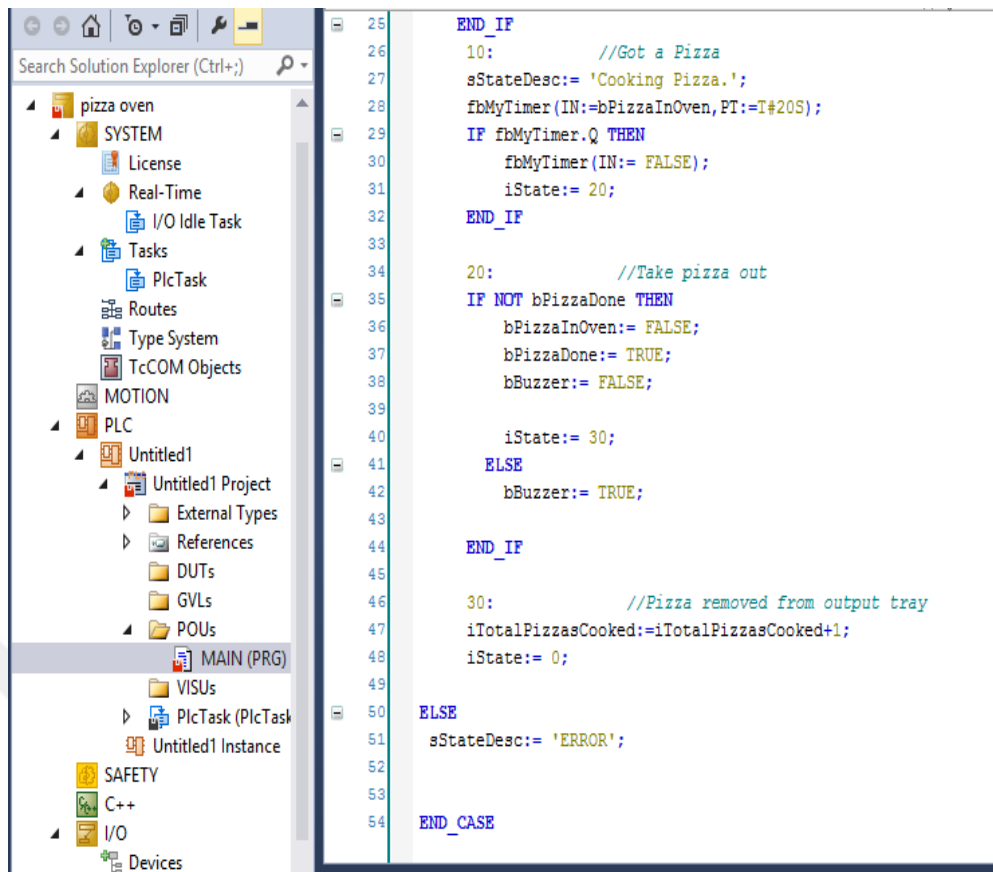 Search Solution Explorer (Ctrl+;)
pizza oven
SYSTEM
License
Real-Time
I/O Idle Task
Tasks
PlcTask
Routes
Type System
TcCOM Objects
MOTION
PLC
Untitled1
Untitled1 Project
External Types
References
DUTs
GVLs
POUs
MAIN (PRG)
VISUs
PlcTask (PlcTask
Untitled1 Instance
SAFETY
C++
I/O
Devices
25 END_IF
26 10: //Got a Pizza
27 sStateDesc:= 'Cooking Pizza.';
28 fbMyTimer(IN:=bPizzaInOven,PT:=T#20S);
29 IF fbMyTimer.Q THEN
30 fbMyTimer(IN:= FALSE);
31 iState:= 20;
32 END_IF
33
34 20: //Take pizza out
35 IF NOT bPizzaDone THEN
36 bPizzaInOven:= FALSE;
37 bPizzaDone:= TRUE;
38 bBuzzer:= FALSE;
39
40 iState:= 30;
41 ELSE
42 bBuzzer:= TRUE;
43
44 END_IF
45
46 30: //Pizza removed from output tray
47 iTotalPizzasCooked:=iTotalPizzasCooked+1;
48 iState:= 0;
49
50 ELSE
51 sStateDesc:= 'ERROR';
52
53
54 END_CASE